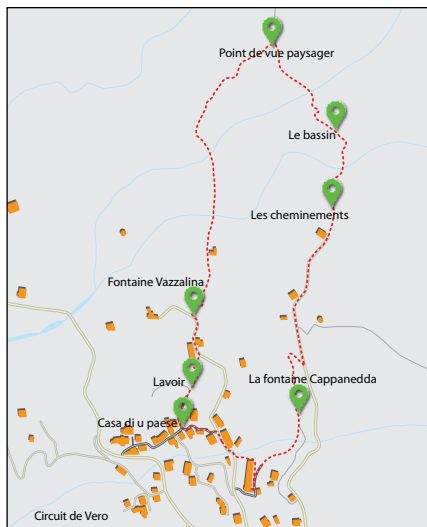 Point de vue paysager
Le bassin
Les cheminements
Fontaine Vazzalina
Lavoir
La fontaine Cappanedda
Casa di u paese
Circuit de Vero